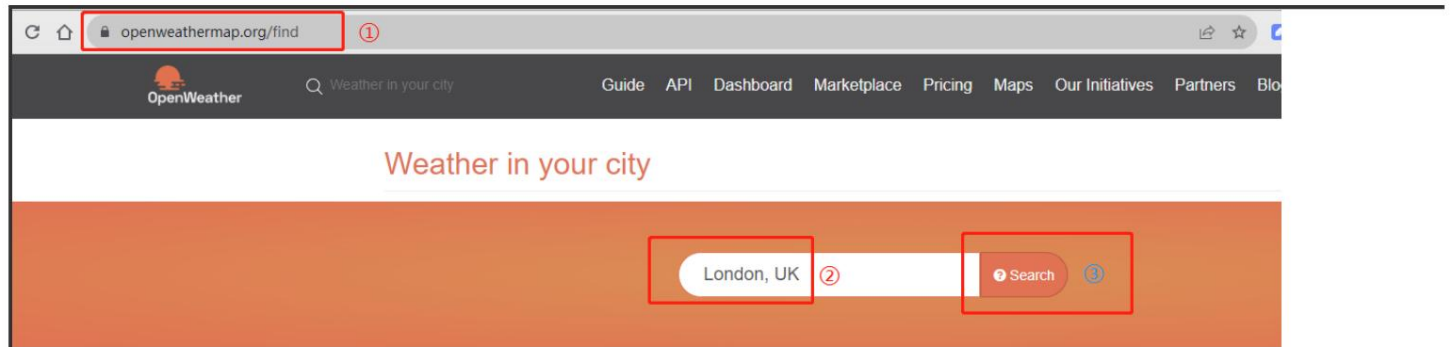 openweathermap.org/find ①
OpenWeather Weather in your city Guide API Dashboard Marketplace Pricing Maps Our Initiatives Partners Blo
Weather in your city
London, UK ② Search ③